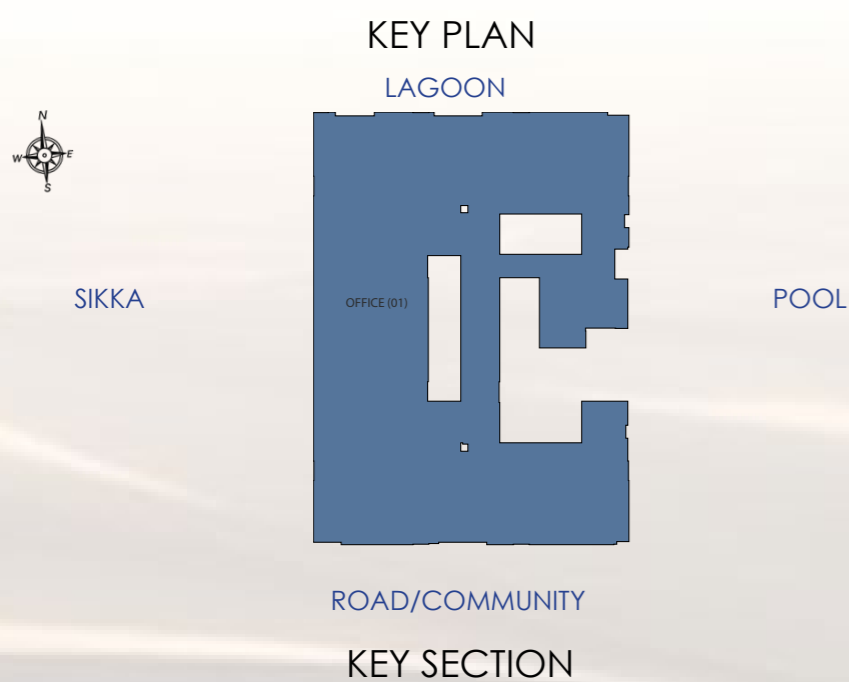 KEY PLAN
LAGOON
N
W E
S
SIKKA
OFFICE (01)
POOL
ROAD/COMMUNITY
KEY SECTION